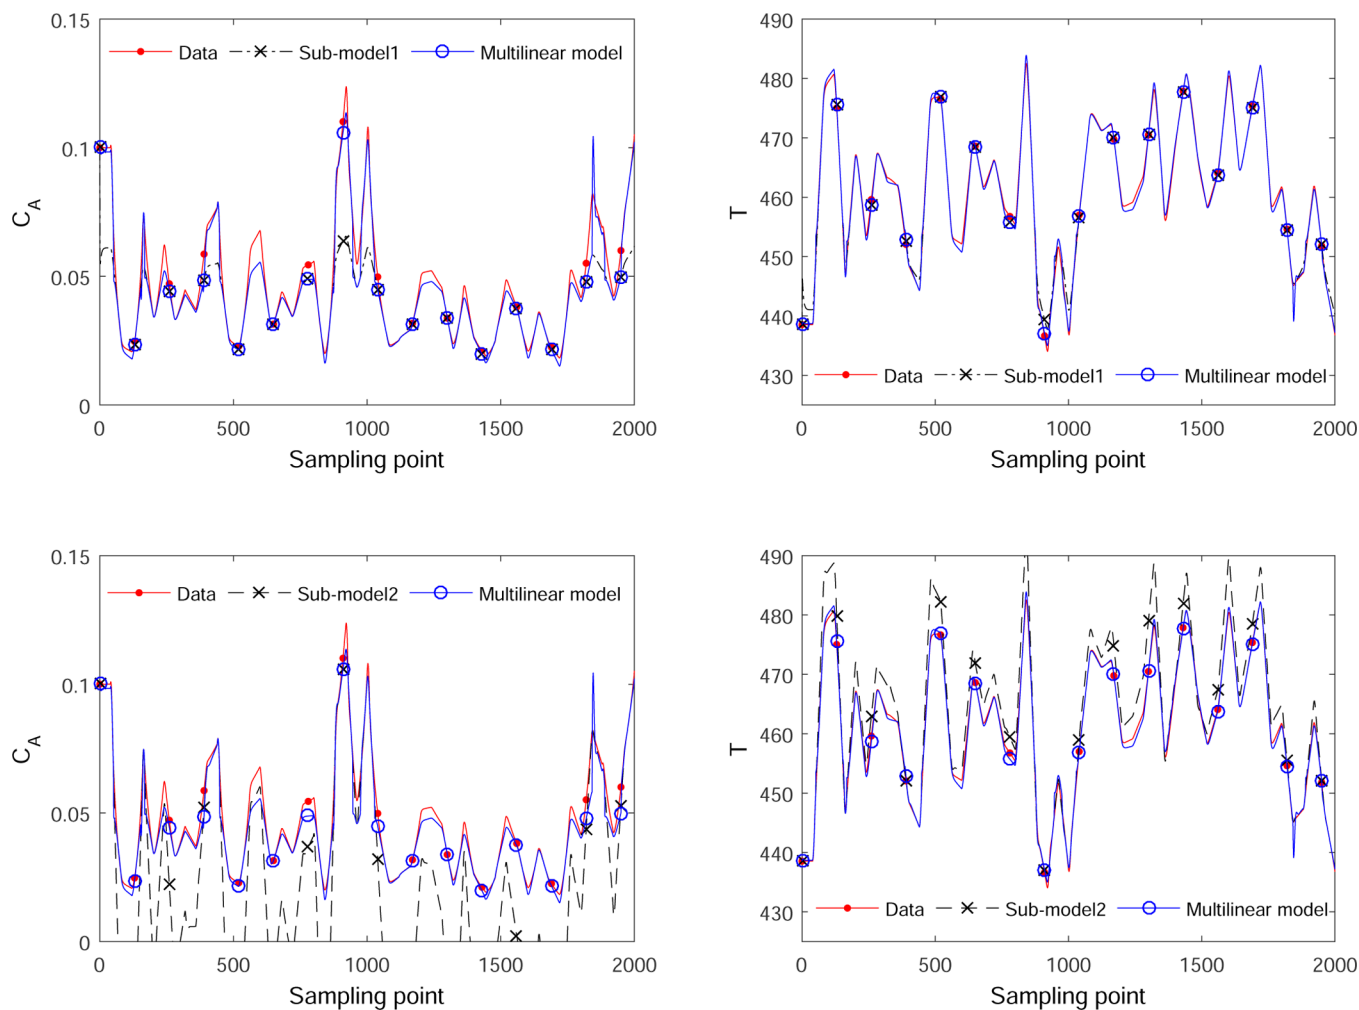 0.15
Data Sub-model1 Multilinear model
0.1
C_A
0.05
0
0 500 1000 1500 2000
Sampling point
490
480
470
T
460
450
440
430
Data Sub-model1 Multilinear model
0 500 1000 1500 2000
Sampling point
0.15
Data Sub-model2 Multilinear model
0.1
C_A
0.05
0
0 500 1000 1500 2000
Sampling point
490
480
470
T
460
450
440
430
Data Sub-model2 Multilinear model
0 500 1000 1500 2000
Sampling point